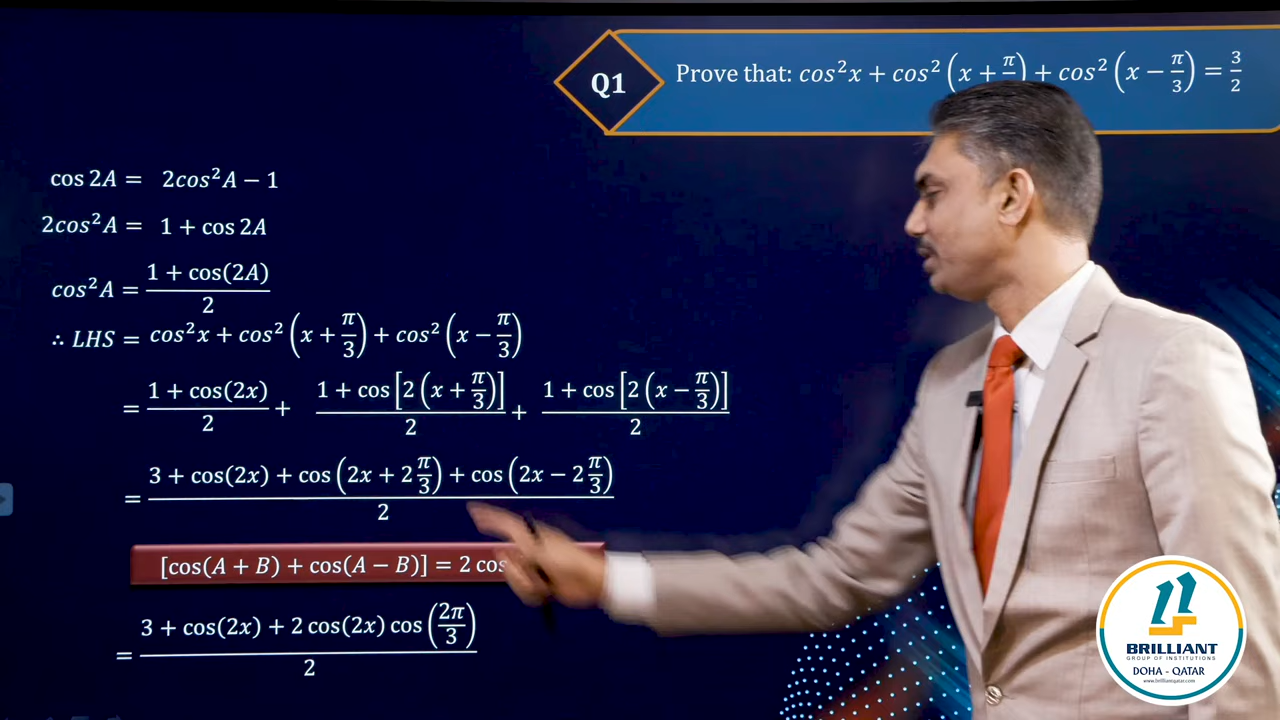 Q1
Prove that: cos²x + cos²(x + π/ ) + cos²(x − π/3) = 3/2
cos 2A = 2cos²A − 1
2cos²A = 1 + cos 2A
cos²A = (1 + cos(2A))/2
∴ LHS = cos²x + cos²(x + π/3) + cos²(x − π/3)
= (1 + cos(2x))/2 + (1 + cos[2(x + π/3)])/2 + (1 + cos[2(x − π/3)])/2
= (3 + cos(2x) + cos(2x + 2π/3) + cos(2x − 2π/3))/2
[cos(A + B) + cos(A − B)] = 2 cos
= (3 + cos(2x) + 2 cos(2x) cos(2π/3))/2
BRILLIANT
GROUP OF INSTITUTIONS
DOHA - QATAR
www.brilliantqatar.com